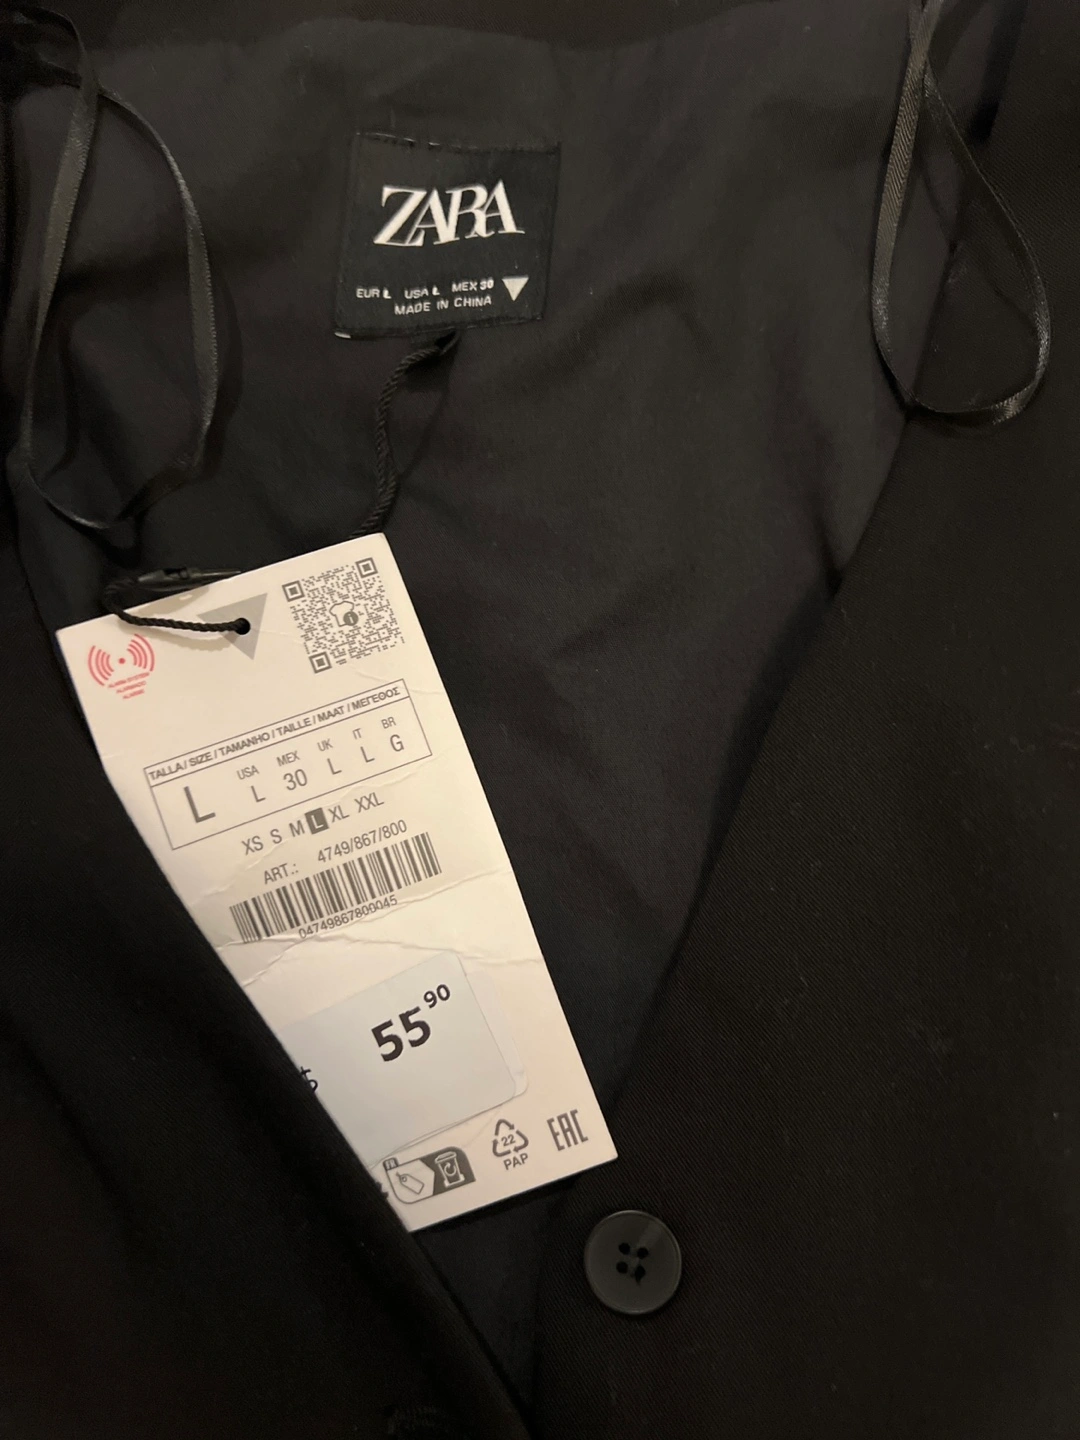 ZARA
EUR L USA L MEX 30
MADE IN CHINA
TALLA / SIZE / TAMANHO / TAILLE / MAAT / ΜΕΓΕΘΟΣ
USA MEX UK IT BR
L L 30 L L G
XS S M L XL XXL
ART.: 4749/867/800
04749867800045
55 90
$
FR
22
PAP
EAC